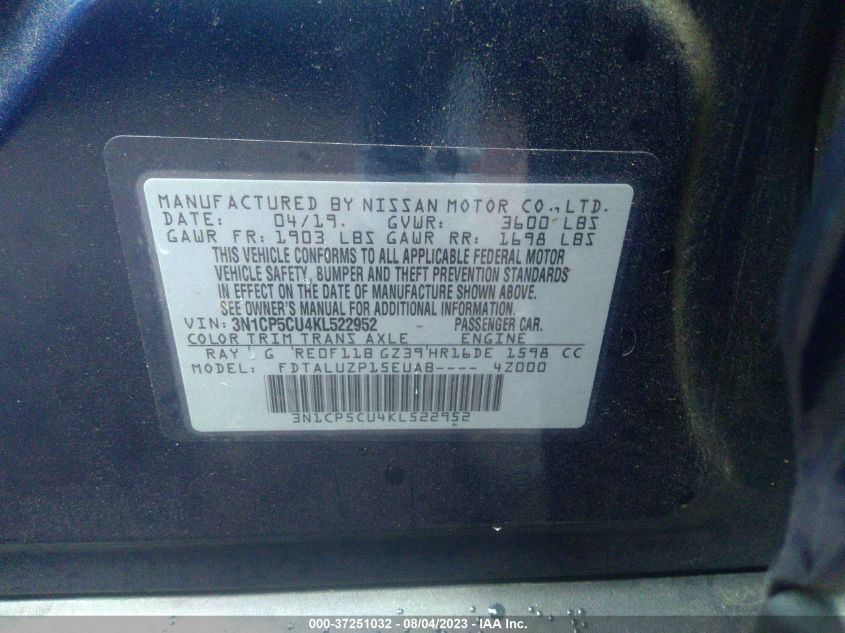 MANUFACTURED BY NISSAN MOTOR CO.,LTD.
DATE: 04/19. GVWR: 3600 LBS
GAWR FR: 1903 LBS GAWR RR: 1698 LBS
THIS VEHICLE CONFORMS TO ALL APPLICABLE FEDERAL MOTOR
VEHICLE SAFETY, BUMPER AND THEFT PREVENTION STANDARDS
IN EFFECT ON THE DATE OF MANUFACTURE SHOWN ABOVE.
SEE OWNER'S MANUAL FOR ADDITIONAL INFORMATION.
VIN: 3N1CP5CU4KL522952 PASSENGER CAR.
COLOR TRIM TRANS AXLE ENGINE
RAY' G 'RE0F11B GZ39'HR16DE 1598 CC
MODEL: FDTALUZP15EUA8---- 4Z000
3N1CP5CU4KL522952
000-37251032 - 08/04/2023 - IAA Inc.